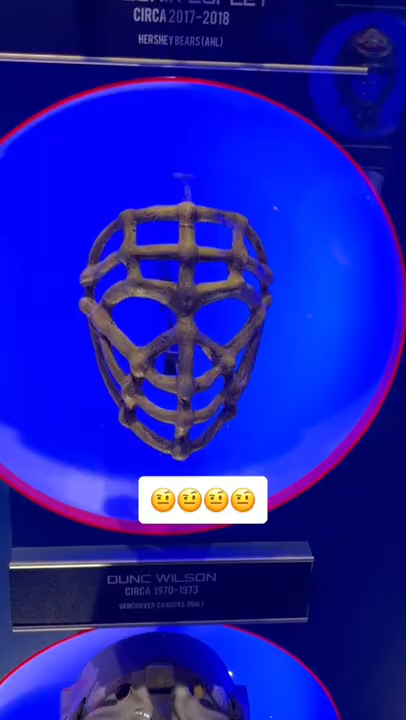 CIRCA 2017-2018
HERSHEY BEARS (AHL)
DUNC WILSON
CIRCA 1970-1973
VANCOUVER CANUCKS (NHL)